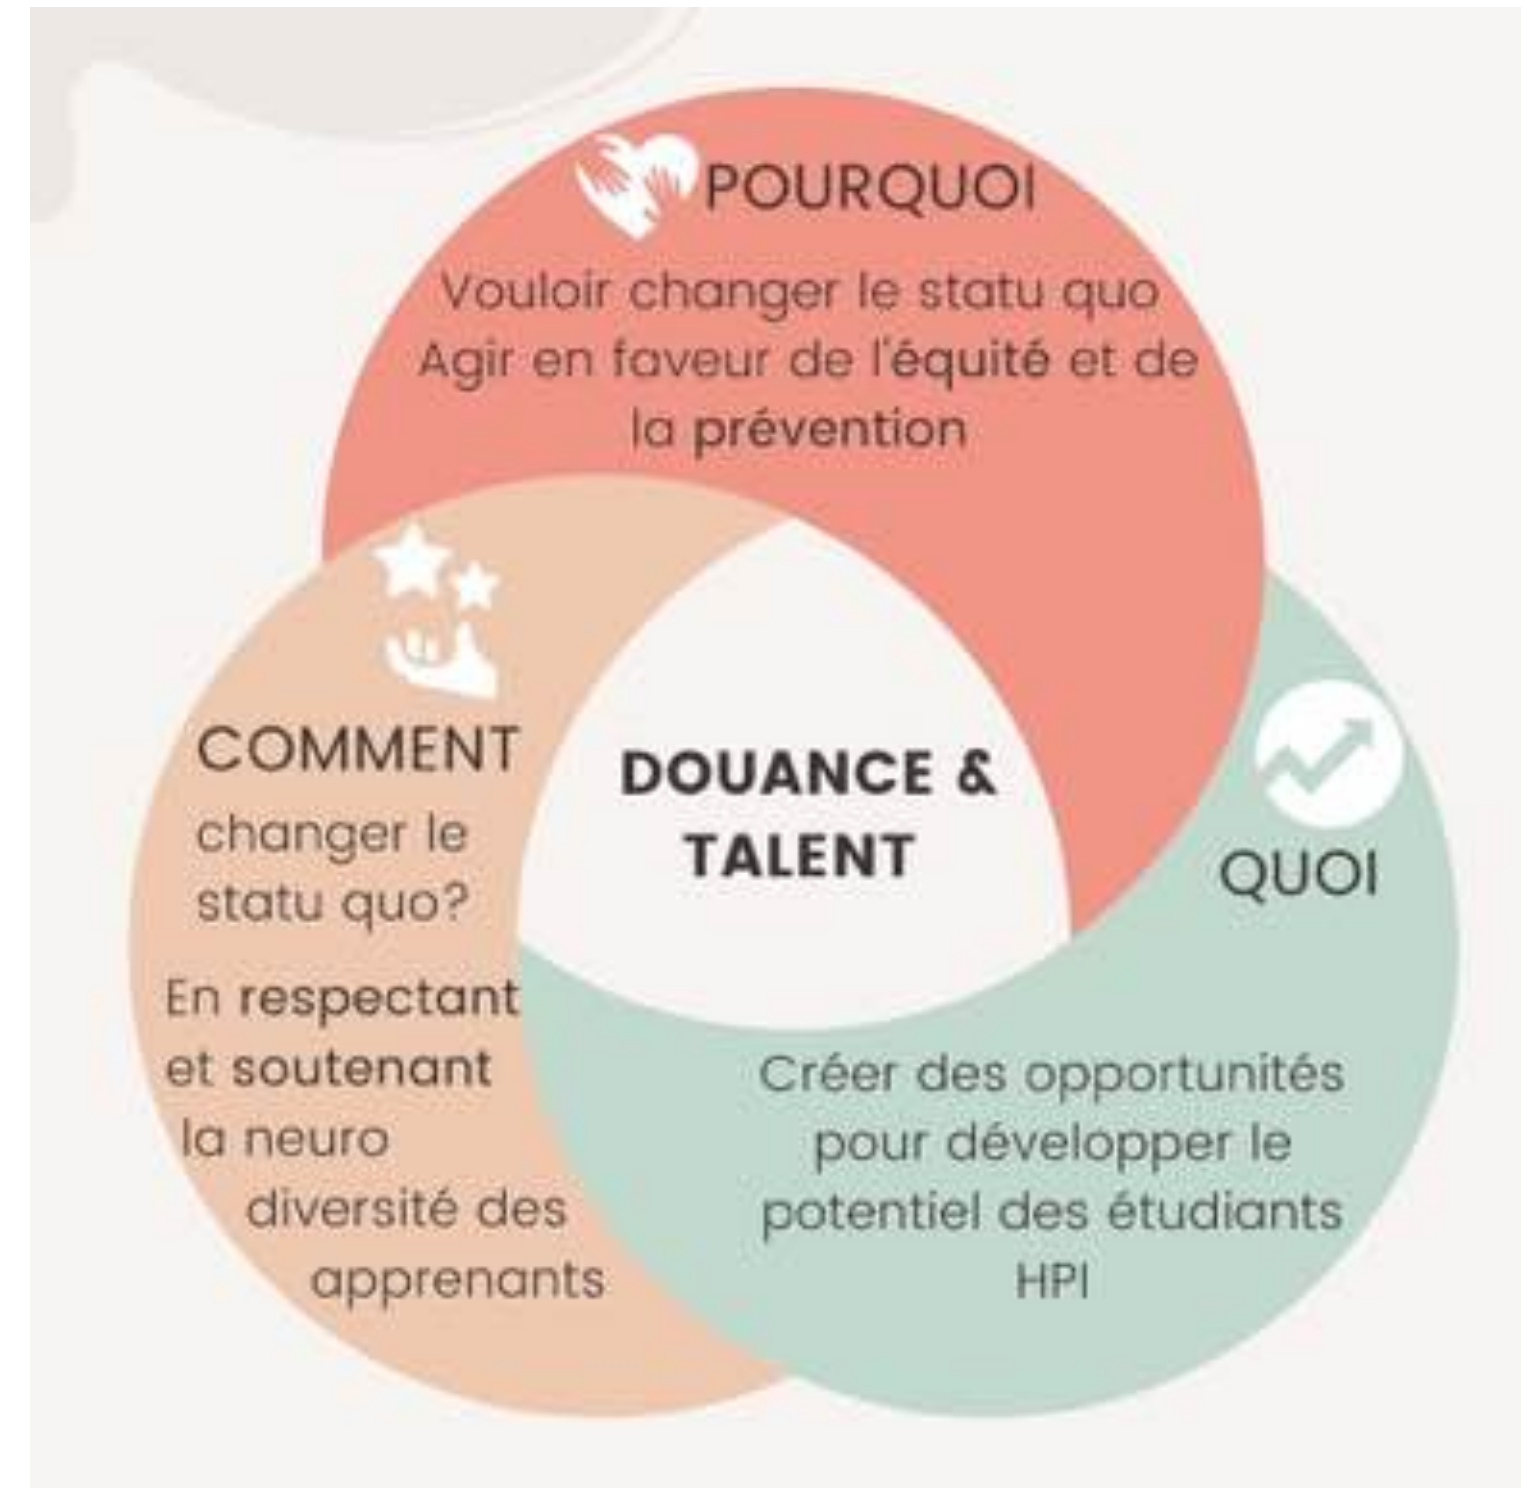 POURQUOI
Vouloir changer le statu quo
Agir en faveur de l'équité et de
la prévention
COMMENT
changer le
statu quo?
En respectant
et soutenant
la neuro
diversité des
apprenants
DOUANCE &
TALENT
QUOI
Créer des opportunités
pour développer le
potentiel des étudiants
HPI